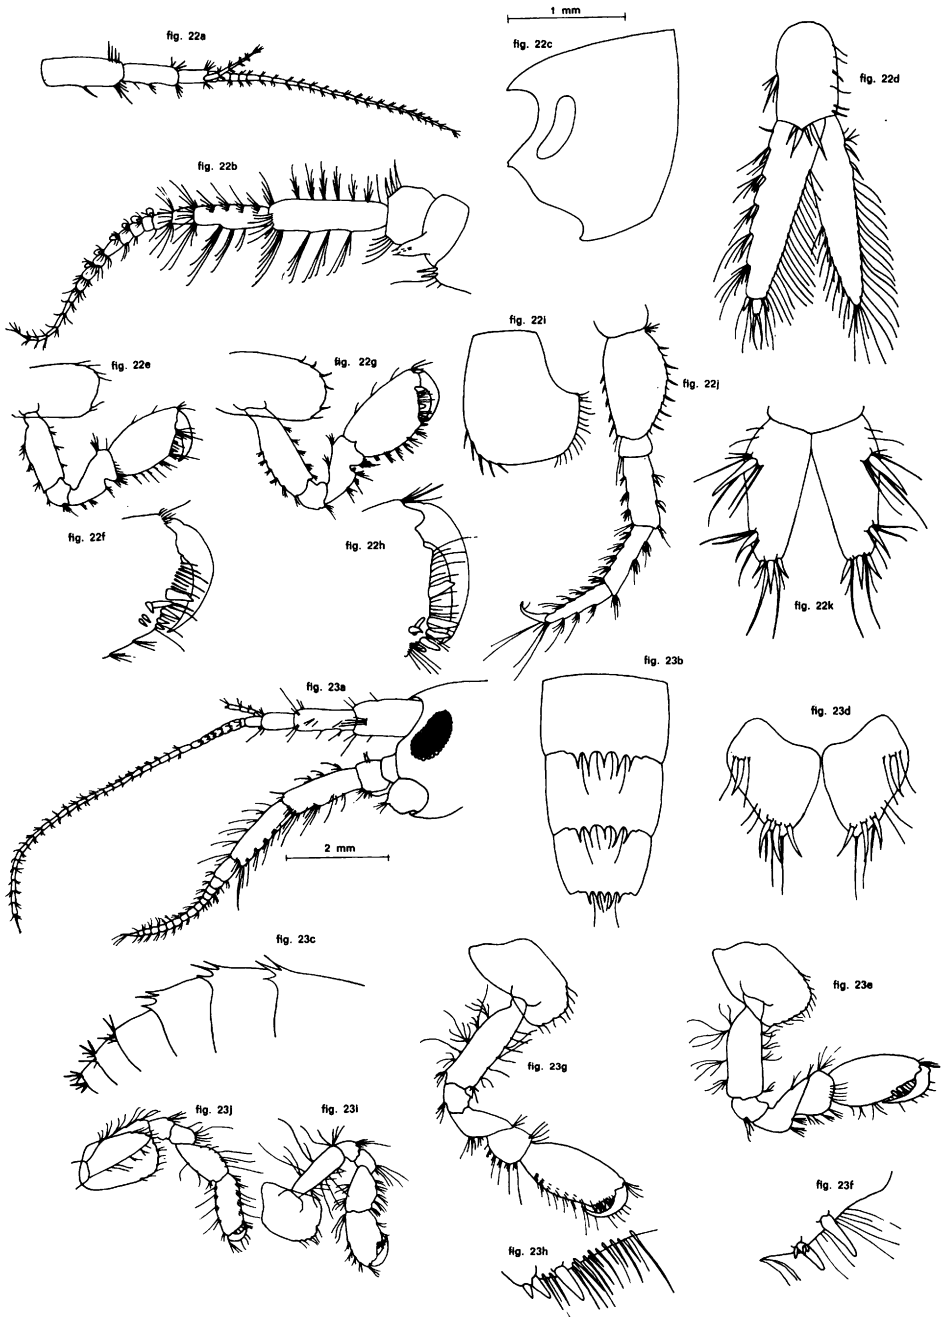 1 mm
fig. 22a
fig. 22c
fig. 22d
fig. 22b
fig. 22i
fig. 22e
fig. 22g
fig. 22j
fig. 22f
fig. 22h
fig. 22k
fig. 23b
fig. 23a
fig. 23d
2 mm
fig. 23c
fig. 23e
fig. 23g
fig. 23j
fig. 23i
fig. 23f
fig. 23h